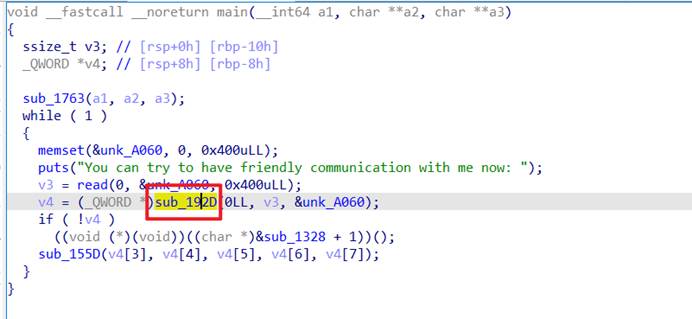 void __fastcall __noreturn main(__int64 a1, char **a2, char **a3)
{
  ssize_t v3; // [rsp+0h] [rbp-10h]
  _QWORD *v4; // [rsp+8h] [rbp-8h]

  sub_1763(a1, a2, a3);
  while ( 1 )
  {
    memset(&unk_A060, 0, 0x400uLL);
    puts("You can try to have friendly communication with me now: ");
    v3 = read(0, &unk_A060, 0x400uLL);
    v4 = (_QWORD *)sub_192D(0LL, v3, &unk_A060);
    if ( !v4 )
      ((void (*)(void))((char *)&sub_1328 + 1))();
    sub_155D(v4[3], v4[4], v4[5], v4[6], v4[7]);
  }
}